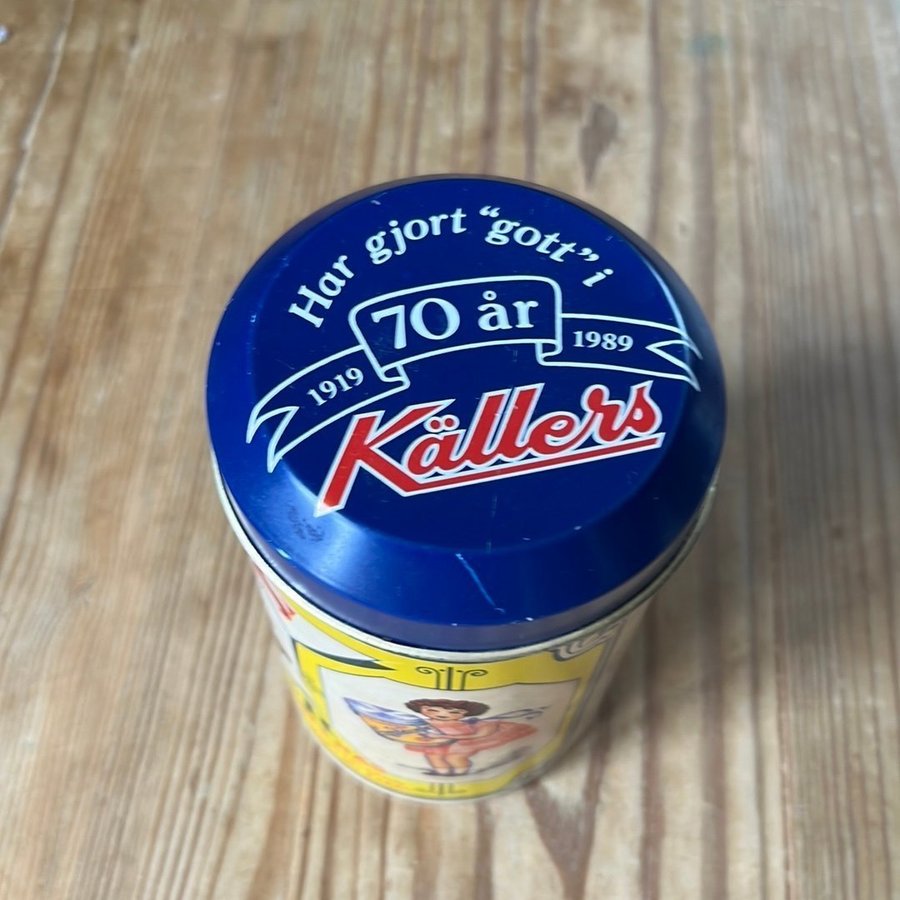 Har gjort “gott” i
70 år
1919 1989
Källers